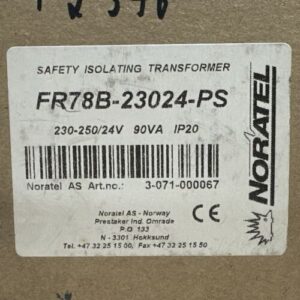 SAFETY ISOLATING TRANSFORMER
FR78B-23024-PS
230-250/24V 90VA IP20
Noratel AS Art.no.: 3-071-000067
Noratel AS - Norway
Prestaker Ind. Omrade
P.O. 133
N - 3301 Hokksund
Tel. +47 32 25 15 00, Fax +47 32 25 15 50
CE
NORATEL